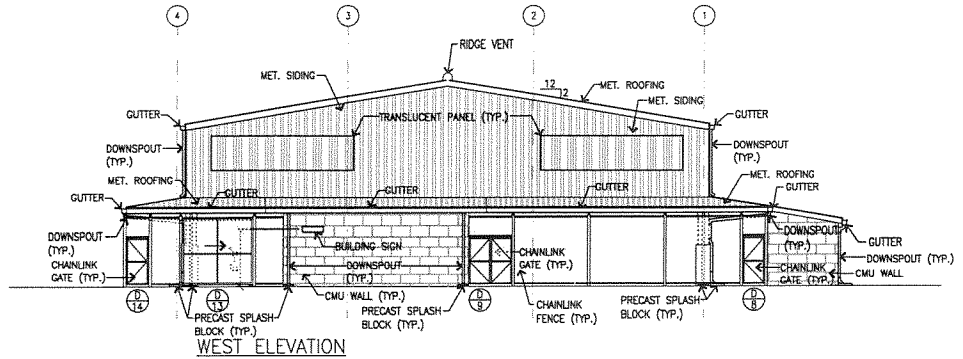 4
3
2
1
RIDGE VENT
MET. SIDING
12
2
MET. ROOFING
MET. SIDING
GUTTER
TRANSLUCENT PANEL (TYP.)
GUTTER
DOWNSPOUT
(TYP.)
DOWNSPOUT
(TYP.)
MET. ROOFING
MET. ROOFING
GUTTER
GUTTER
GUTTER
GUTTER
GUTTER
DOWNSPOUT
(TYP.)
BUILDING SIGN
DOWNSPOUT
(TYP.)
GUTTER
CHAINLINK
GATE (TYP.)
DOWNSPOUT
(TYP.)
CHAINLINK
GATE (TYP.)
CHAINLINK
GATE (TYP.)
DOWNSPOUT (TYP.)
CMU WALL
D
14
D
13
CMU WALL (TYP.)
D
9
CHAINLINK
FENCE (TYP.)
D
8
PRECAST SPLASH
BLOCK (TYP.)
PRECAST SPLASH
BLOCK (TYP.)
PRECAST SPLASH
BLOCK (TYP.)
WEST ELEVATION